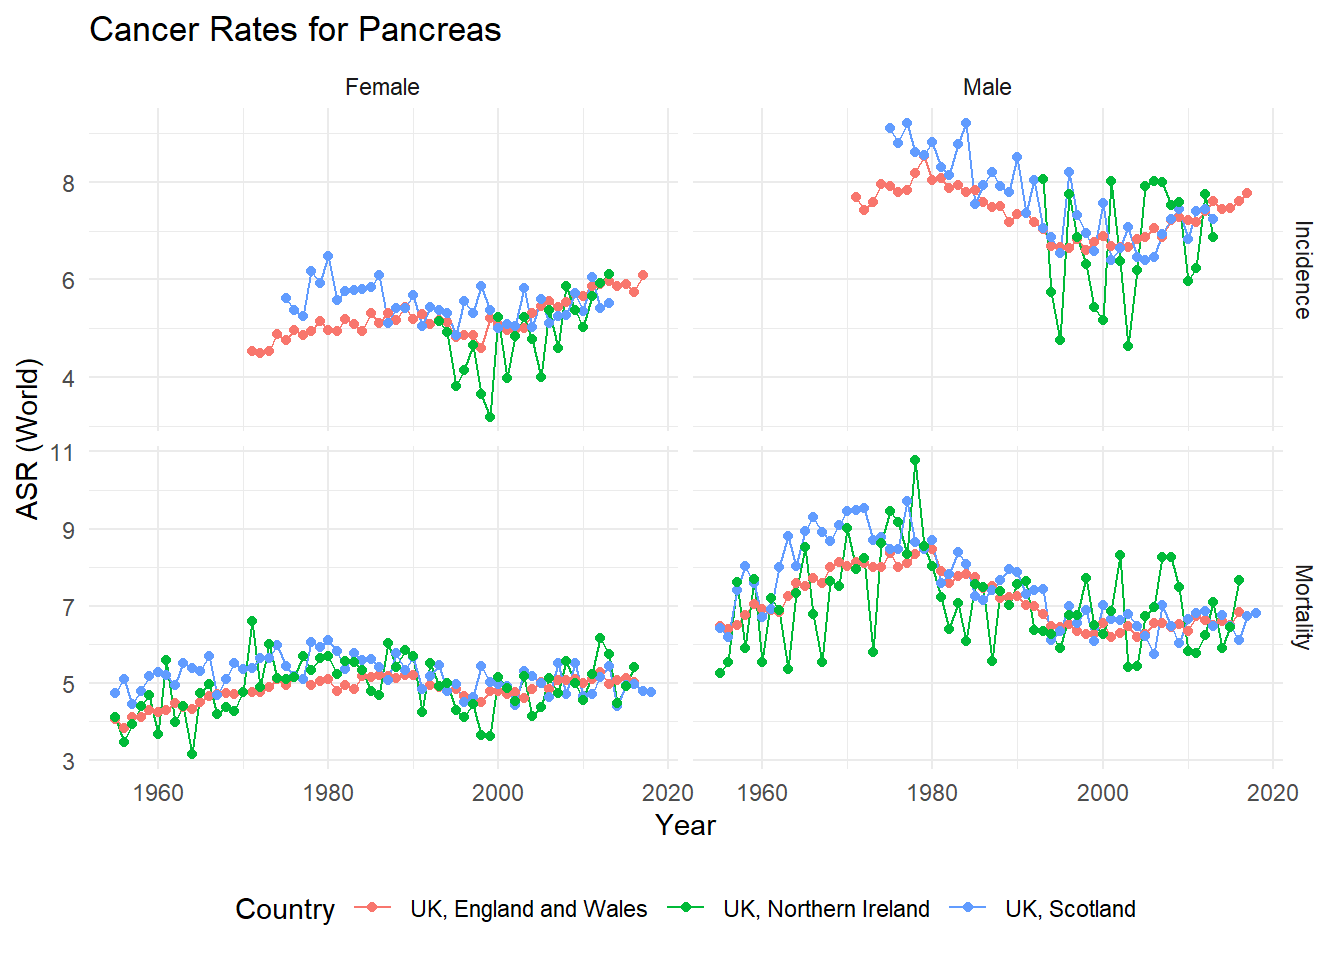 Cancer Rates for Pancreas
Female Male
8
6
4
Incidence
11
9
7
5
3
Mortality
ASR (World)
1960 1980 2000 2020 1960 1980 2000 2020
Year
Country UK, England and Wales UK, Northern Ireland UK, Scotland